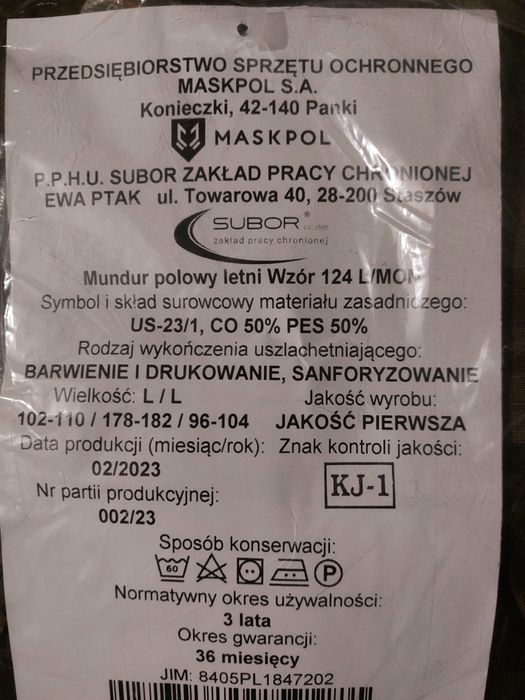 PRZEDSIĘBIORSTWO SPRZĘTU OCHRONNEGO
MASKPOL S.A.
Konieczki, 42-140 Panki
MASKPOL
P.P.H.U. SUBOR ZAKŁAD PRACY CHRONIONEJ
EWA PTAK ul. Towarowa 40, 28-200 Staszów
SUBOR ®
zakład pracy chronionej
Mundur polowy letni Wzór 124 L/MON
Symbol i skład surowcowy materiału zasadniczego:
US-23/1, CO 50% PES 50%
Rodzaj wykończenia uszlachetniającego:
BARWIENIE I DRUKOWANIE, SANFORYZOWANIE
Wielkość: L / L Jakość wyrobu:
102-110 / 178-182 / 96-104 JAKOŚĆ PIERWSZA
Data produkcji (miesiąc/rok): Znak kontroli jakości:
02/2023
KJ-1
Nr partii produkcyjnej:
002/23
Sposób konserwacji:
60 P
Normatywny okres używalności:
3 lata
Okres gwarancji:
36 miesięcy
JIM: 8405PL1847202